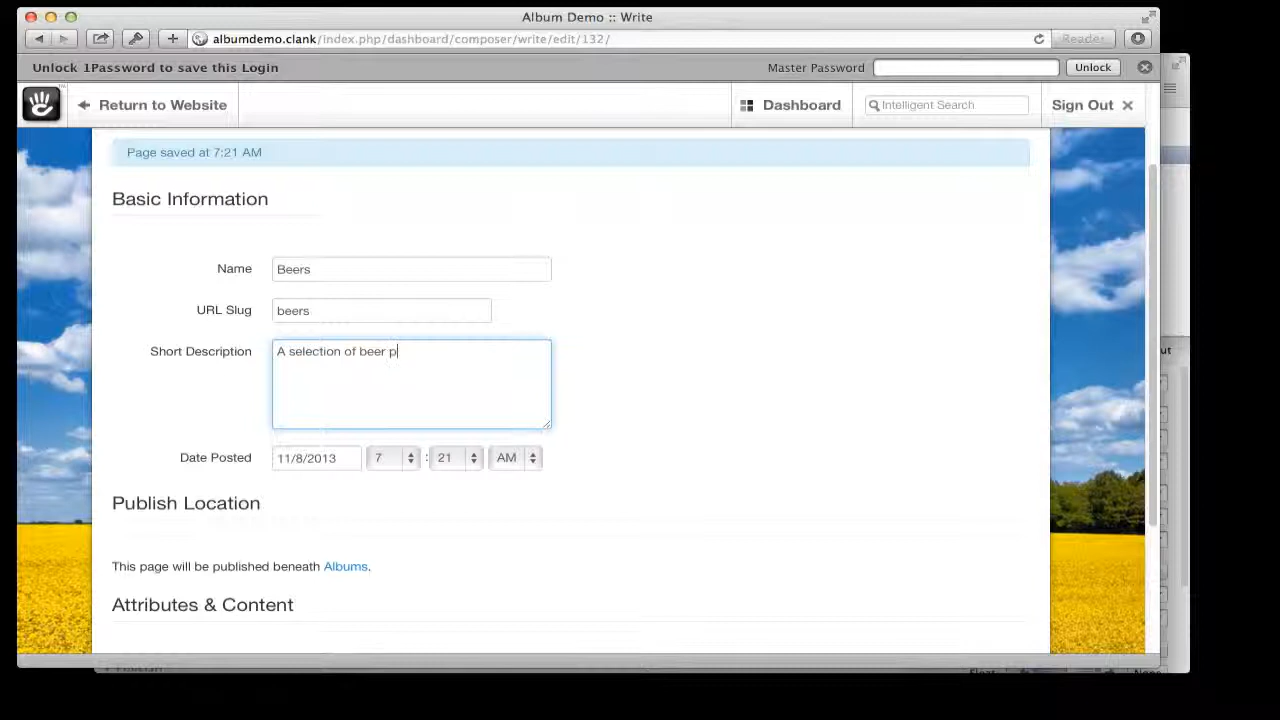 Album Demo :: Write
albumdemo.clank/index.php/dashboard/composer/write/edit/132/
Reader
Unlock 1Password to save this Login
Master Password
Unlock
Return to Website
Dashboard
Intelligent Search
Sign Out
Page saved at 7:21 AM
Basic Information
Name
Beers
URL Slug
beers
Short Description
A selection of beer p
Date Posted
11/8/2013
7
:
21
AM
Publish Location
This page will be published beneath Albums.
Attributes & Content